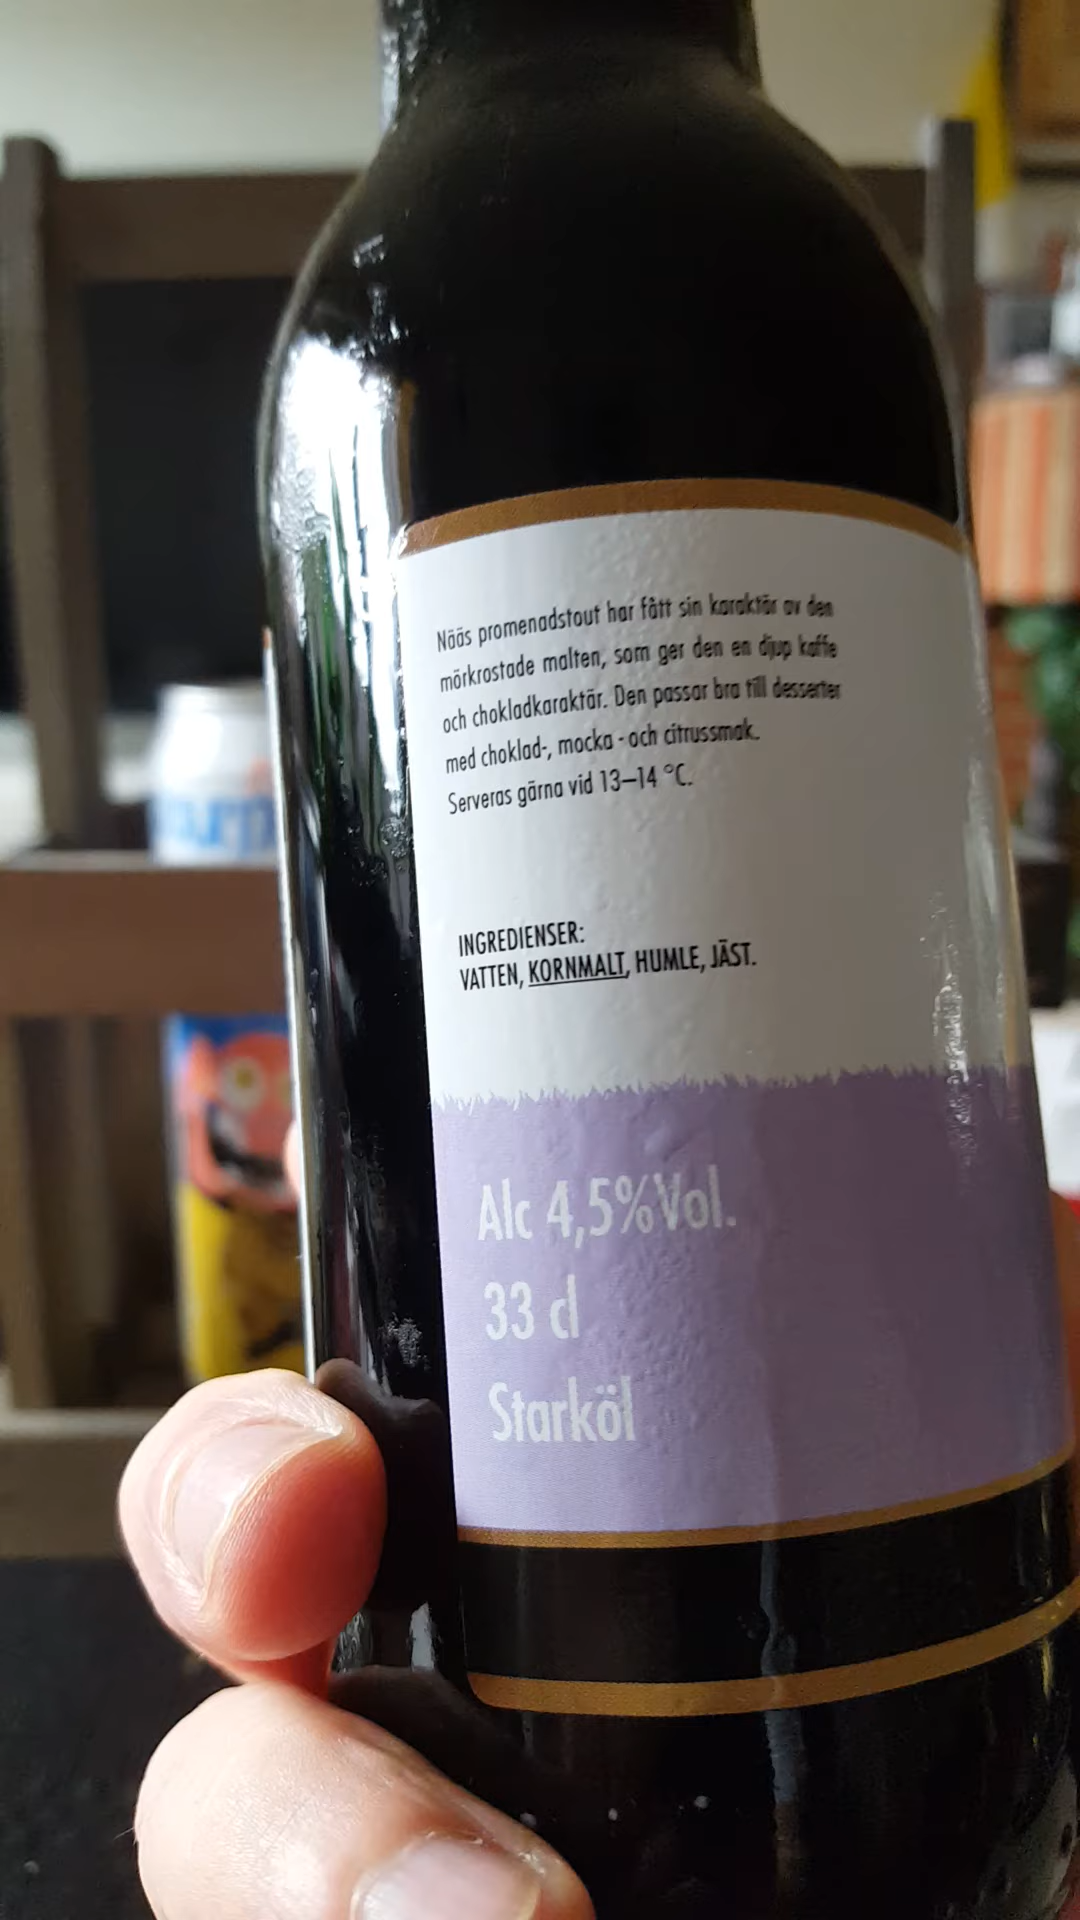 Nääs promenadstout har fått sin karaktär av den
mörkrostade malten, som ger den en djup kaffe
och chokladkaraktär. Den passar bra till desserter
med choklad-, mocka - och citrussmak.
Serveras gärna vid 13–14 °C.
INGREDIENSER:
VATTEN, KORNMALT, HUMLE, JÄST.
Alc 4,5%Vol.
33 cl
Starköl